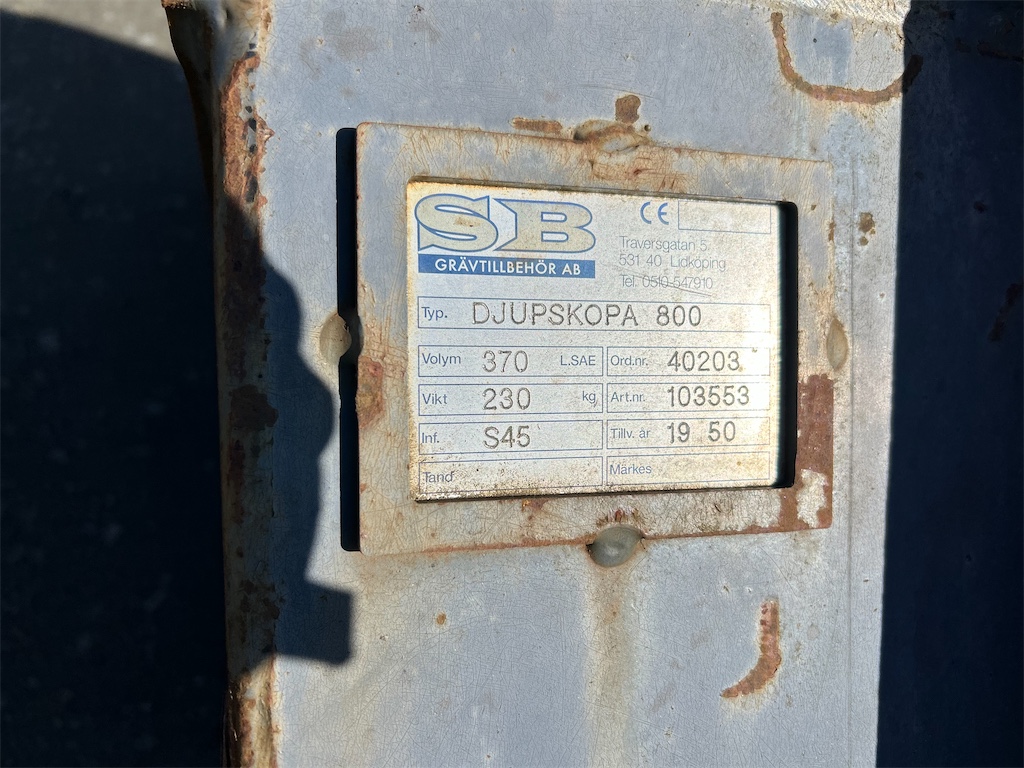 SB
GRÄVTILLBEHÖR AB
CE
Traversgatan 5
531 40 Lidköping
Tel. 0510-547910
Typ. DJUPSKOPA 800
Volym 370 L.SAE Ord.nr. 40203
Vikt 230 kg Art.nr. 103553
Inf. S45 Tillv. år 19 50
Tand Märkes